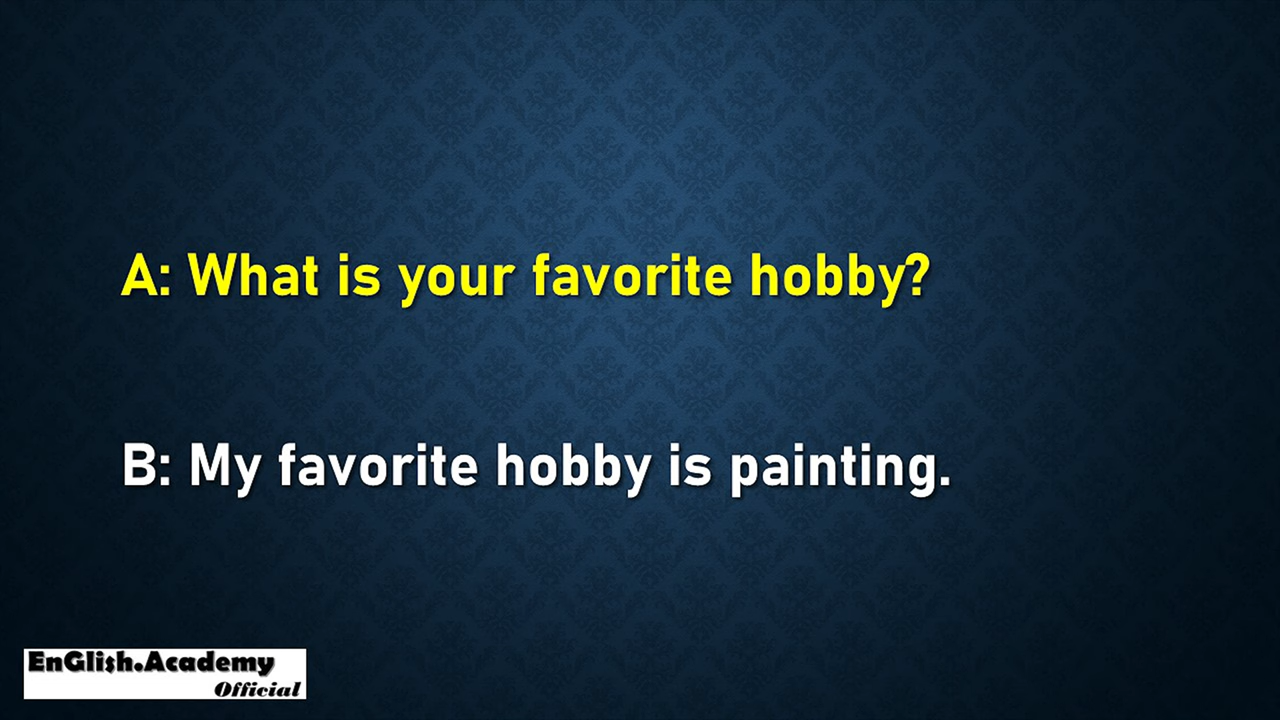 A: What is your favorite hobby?
B: My favorite hobby is painting.
EnGlish.Academy
Official